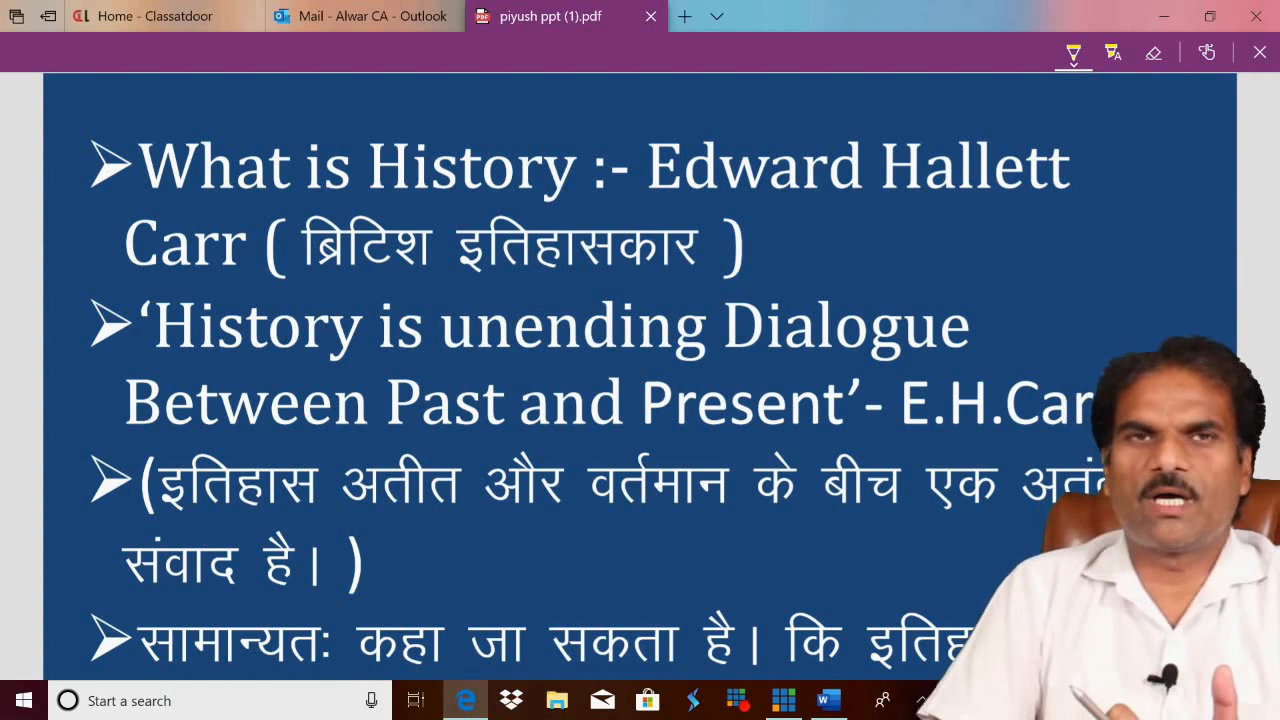 Home - Classatdoor
Mail - Alwar CA - Outlook
piyush ppt (1).pdf
What is History :- Edward Hallett
Carr ( ब्रिटिश इतिहासकार )
‘History is unending Dialogue
Between Past and Present’- E.H.Car
(इतिहास अतीत और वर्तमान के बीच एक
संवाद है। )
सामान्यतः कहा जा सकता है। कि
Start a search